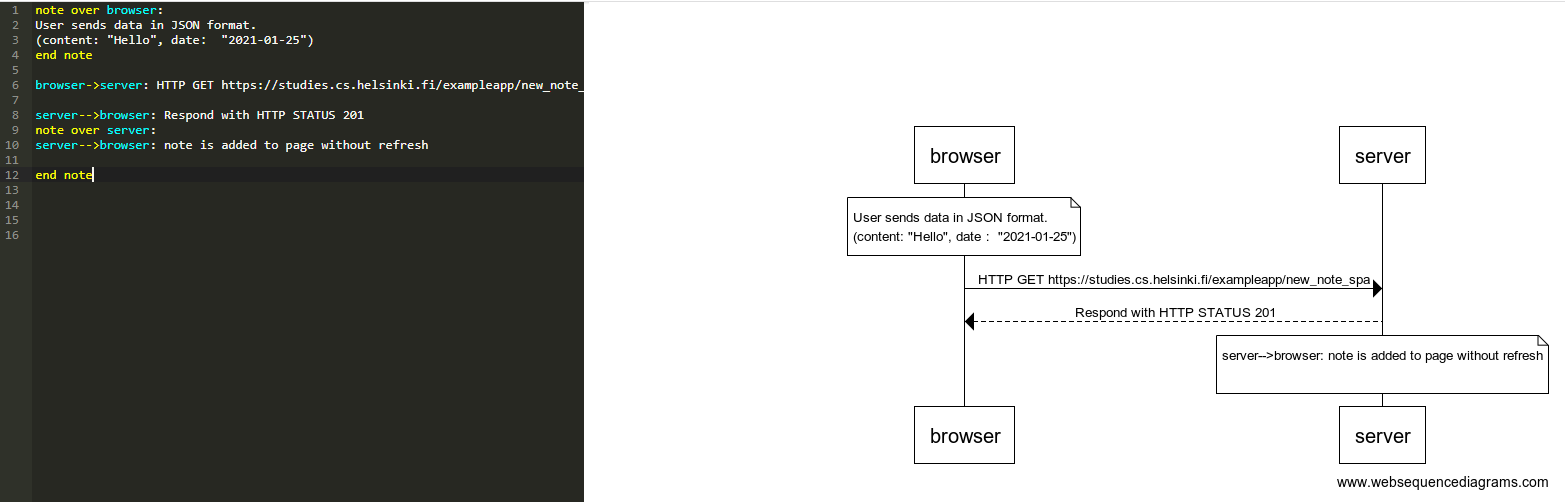 1 note over browser:
2 User sends data in JSON format.
3 (content: "Hello", date:  "2021-01-25")
4 end note
5
6 browser->server: HTTP GET https://studies.cs.helsinki.fi/exampleapp/new_note_
7
8 server-->browser: Respond with HTTP STATUS 201
9 note over server:
10 server-->browser: note is added to page without refresh
11
12 end note
13
14
15
16
browser
server
User sends data in JSON format.
(content: "Hello", date :  "2021-01-25")
HTTP GET https://studies.cs.helsinki.fi/exampleapp/new_note_spa
Respond with HTTP STATUS 201
server-->browser: note is added to page without refresh
browser
server
www.websequencediagrams.com